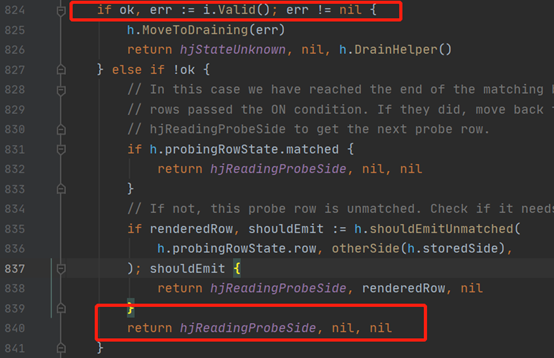 824 if ok, err := i.Valid(); err != nil {
825 h.MoveToDraining(err)
826 return hjStateUnknown, nil, h.DrainHelper()
827 } else if !ok {
828 // In this case we have reached the end of the matching
829 // rows passed the ON condition. If they did, move back
830 // hjReadingProbeSide to get the next probe row.
831 if h.probingRowState.matched {
832 return hjReadingProbeSide, nil, nil
833 }
834 // If not, this probe row is unmatched. Check if it needs
835 if renderedRow, shouldEmit := h.shouldEmitUnmatched(
836 h.probingRowState.row, otherSide(h.storedSide),
837 ); shouldEmit {
838 return hjReadingProbeSide, renderedRow, nil
839 }
840 return hjReadingProbeSide, nil, nil
841 }